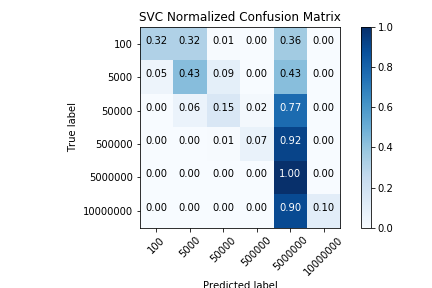 SVC Normalized Confusion Matrix
100 0.32 0.32 0.01 0.00 0.36 0.00
5000 0.05 0.43 0.09 0.00 0.43 0.00
50000 0.00 0.06 0.15 0.02 0.77 0.00
500000 0.00 0.00 0.01 0.07 0.92 0.00
5000000 0.00 0.00 0.00 0.00 1.00 0.00
10000000 0.00 0.00 0.00 0.00 0.90 0.10
True label
100 5000 50000 500000 5000000 10000000
Predicted label
1.0
0.8
0.6
0.4
0.2
0.0